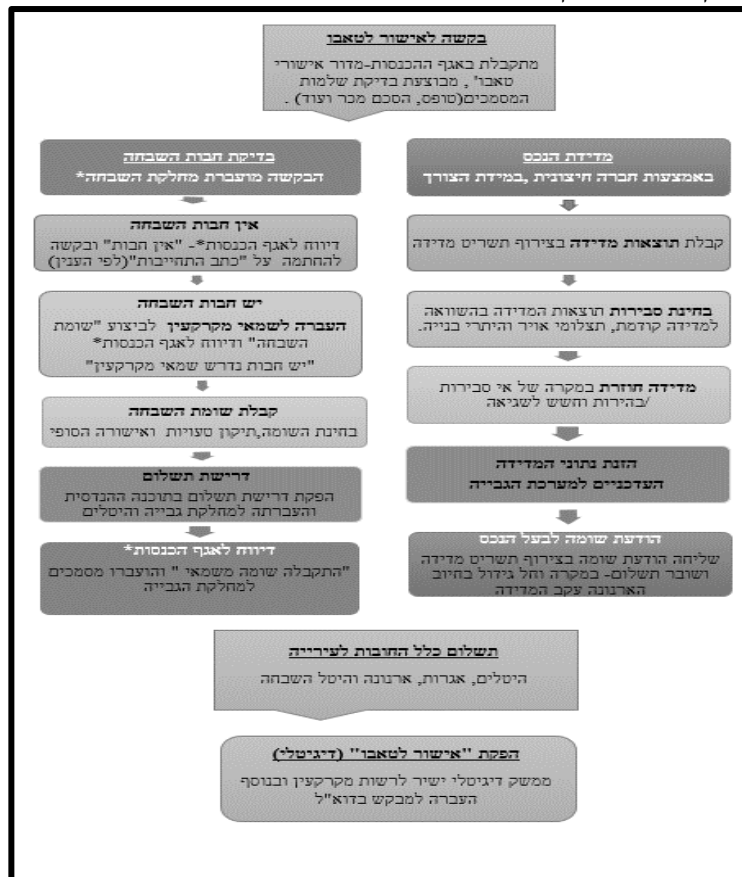 בקשה לאישור לטאבו
מתקבלת באגף ההכנסות-מדור אישורי
טאבו', מבוצעת בדיקת שלמות
המסמכים(טופס, הסכם מכר ועוד) .
מדידת הנכס
באמצעות חברה חיצונית ,במידת הצורך
קבלת תוצאות מדידה בצירוף תשריט מדידה
בחינת סבירות תוצאות המדידה בהשוואה
למדידה קודמת, תצלומי אויר והיתרי בנייה.
מדידה חוזרת במקרה של אי סבירות
/בהירות וחשש לשגיאה
הזנת נתוני המדידה
העדכניים למערכת הגבייה
הודעת שומה לבעל הנכס
שליחה הודעת שומה בצירוף תשריט מדידה
ושובר תשלום- במקרה וחל גידול בחיוב
הארנונה עקב המדידה
בדיקת חבות השבחה
הבקשה מועברת מחלקת השבחה*
אין חבות השבחה
דיווח לאגף הכנסות*- "אין חבות" ובקשה
להחתמה על "כתב התחייבות"(לפי הענין)
יש חבות השבחה
העברה לשמאי מקרקעין לביצוע "שומת
השבחה" ודיווח לאגף הכנסות*
"יש חבות נדרש שמאי מקרקעין"
קבלת שומת השבחה
בחינת השומה,תיקון טעויות ואישורה הסופי
דרישת תשלום
הפקת דרישת תשלום בתוכנה ההנדסית
והעברתה למחלקת גבייה והיטלים
דיווח לאגף הכנסות*
"התקבלה שומה משמאי " והועברו מסמכים
למחלקת הגבייה
תשלום כלל החובות לעירייה
היטלים, אגרות, ארנונה והיטל השבחה
הפקת "אישור לטאבו" (דיגיטלי)
ממשק דיגיטלי ישיר לרשות מקרקעין ובנוסף
העברה למבקש בדוא"ל